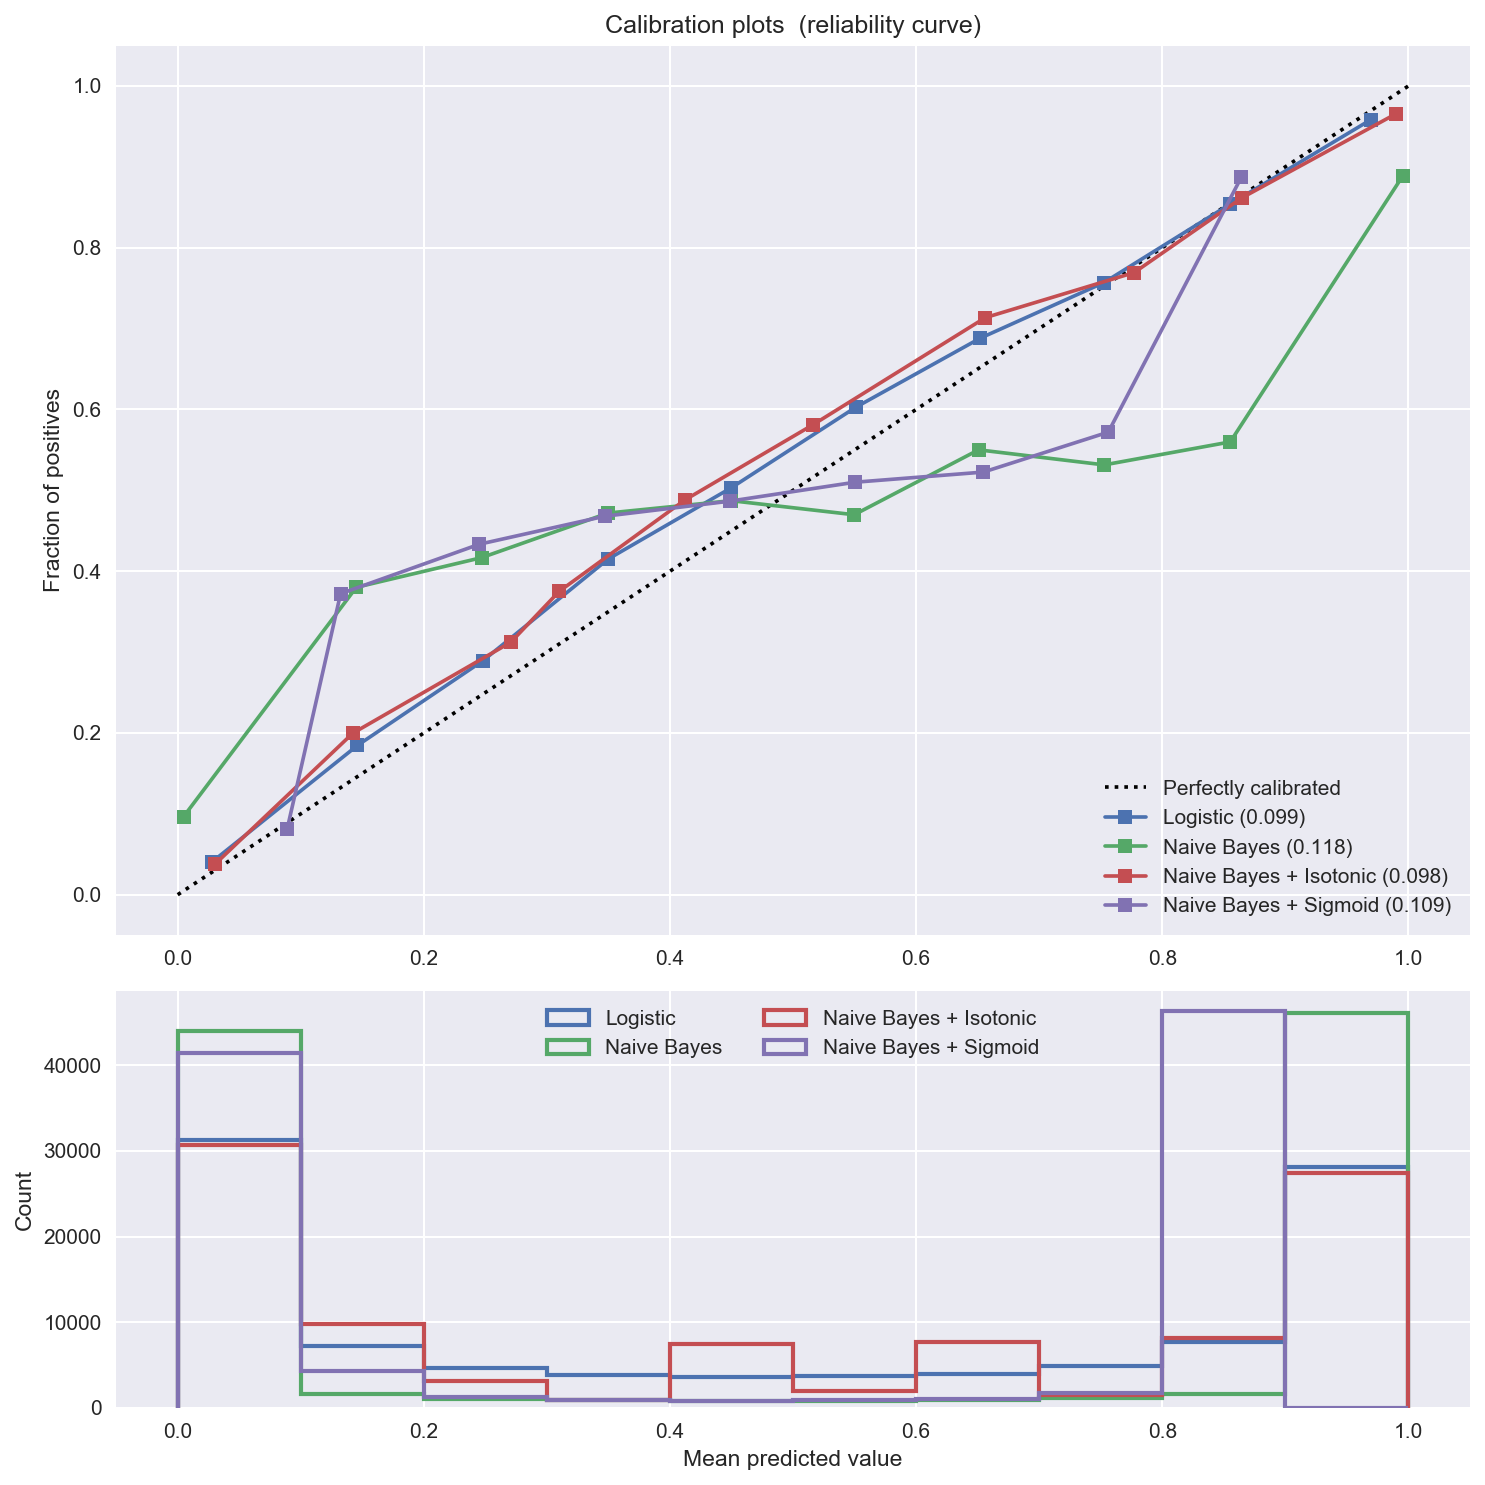 Calibration plots (reliability curve)
1.0
0.8
0.6
0.4
0.2
0.0
Fraction of positives
Perfectly calibrated
Logistic (0.099)
Naive Bayes (0.118)
Naive Bayes + Isotonic (0.098)
Naive Bayes + Sigmoid (0.109)
0.0 0.2 0.4 0.6 0.8 1.0
Logistic Naive Bayes + Isotonic
Naive Bayes Naive Bayes + Sigmoid
40000
30000
20000
10000
0
Count
0.0 0.2 0.4 0.6 0.8 1.0
Mean predicted value